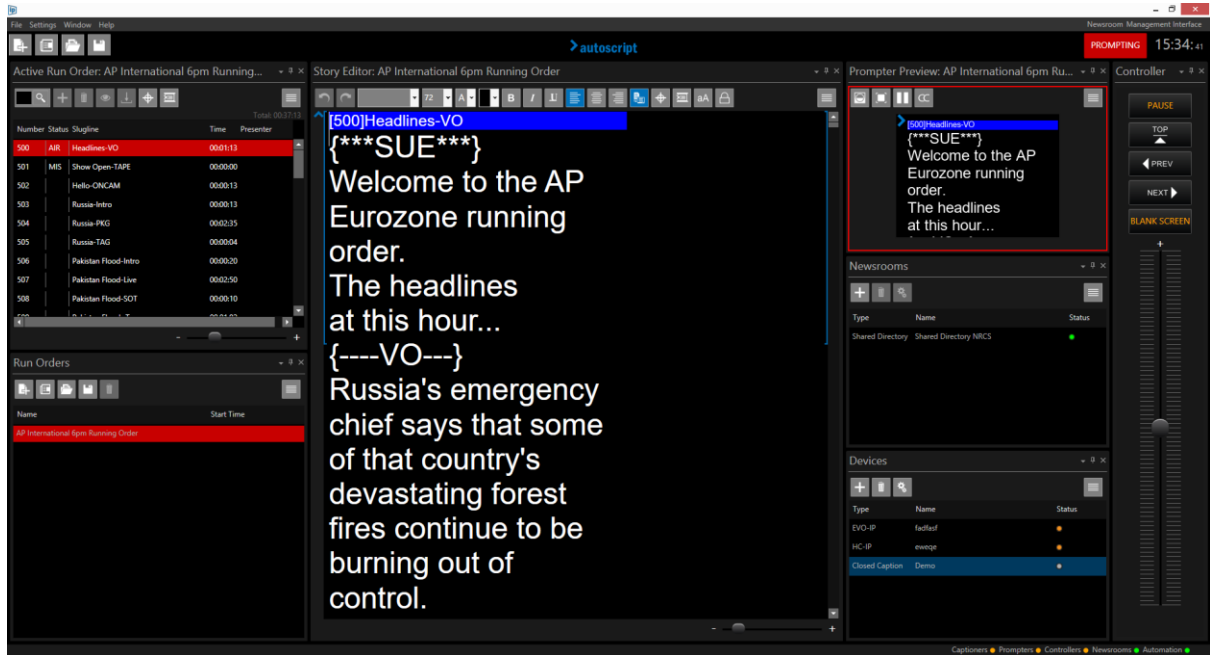 File Settings Window Help
Newsroom Management Interface
autoscript
PROMPTING 15:34:41
Active Run Order: AP International 6pm Running...
Total: 00:37:13
Number Status Slugline Time Presenter
500 AIR Headlines-VO 00:01:13
501 MIS Show Open-TAPE 00:00:00
502 Hello-ONCAM 00:00:13
503 Russia-Intro 00:00:13
504 Russia-PKG 00:02:35
505 Russia-TAG 00:00:04
506 Pakistan Flood-Intro 00:00:20
507 Pakistan Flood-Live 00:02:50
508 Pakistan Flood-SOT 00:00:10
- +
Run Orders
Name Start Time
AP International 6pm Running Order
Story Editor: AP International 6pm Running Order
72 A B I U aA
[500]Headlines-VO
{***SUE***}
Welcome to the AP
Eurozone running
order.
The headlines
at this hour...
{----VO---}
Russia's emergency
chief says that some
of that country's
devastating forest
fires continue to be
burning out of
control.
- +
Prompter Preview: AP International 6pm Ru...
CC
[500]Headlines-VO
{***SUE***}
Welcome to the AP
Eurozone running
order.
The headlines
at this hour...
Newsrooms
Type Name Status
Shared Directory Shared Directory NRCS
Devices
Type Name Status
EVO-IP fadfasf
HC-IP eweqe
Closed Caption Demo
Controller
PAUSE
TOP
PREV
NEXT
BLANK SCREEN
+
Captioners Prompters Controllers Newsrooms Automation